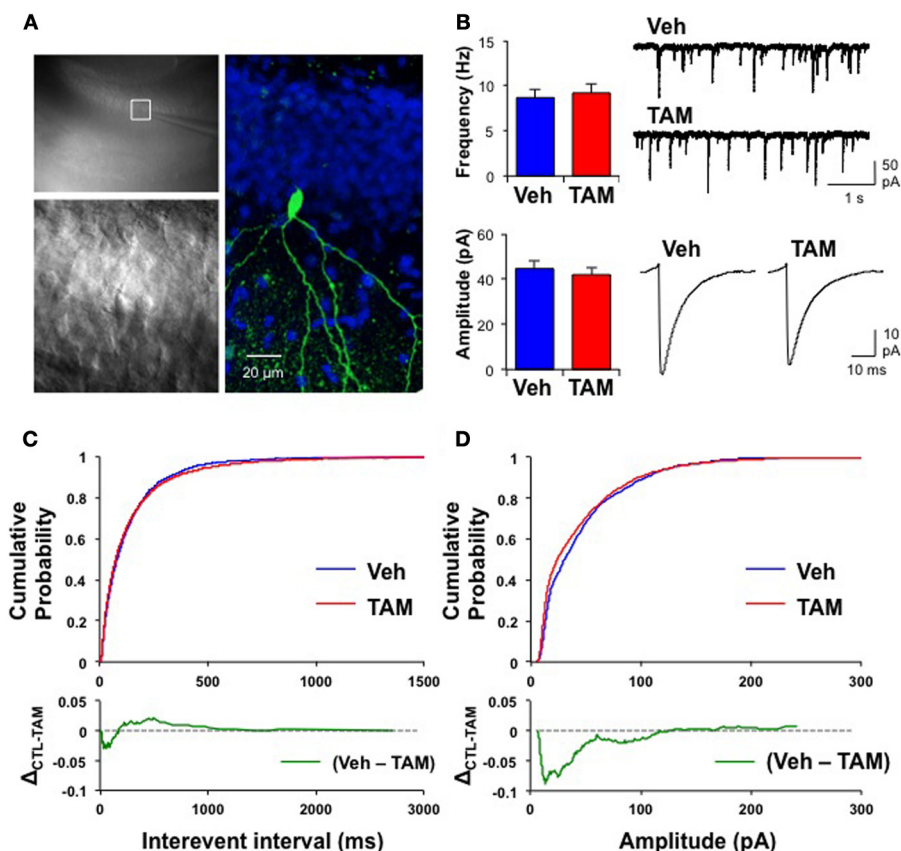 A
20 µm
B
Frequency (Hz)
15
10
5
0
Veh
TAM
Veh
TAM
50
pA
1 s
Amplitude (pA)
60
40
20
0
Veh
TAM
Veh
TAM
10
pA
10 ms
C
Cumulative
Probability
1
0.8
0.6
0.4
0.2
0
Veh
TAM
0
500
1000
1500
ΔCTL-TAM
0.05
0
-0.05
-0.1
(Veh – TAM)
0
1000
2000
3000
Interevent interval (ms)
D
Cumulative
Probability
1
0.8
0.6
0.4
0.2
0
Veh
TAM
0
100
200
300
ΔCTL-TAM
0.05
0
-0.05
-0.1
(Veh – TAM)
0
100
200
300
Amplitude (pA)